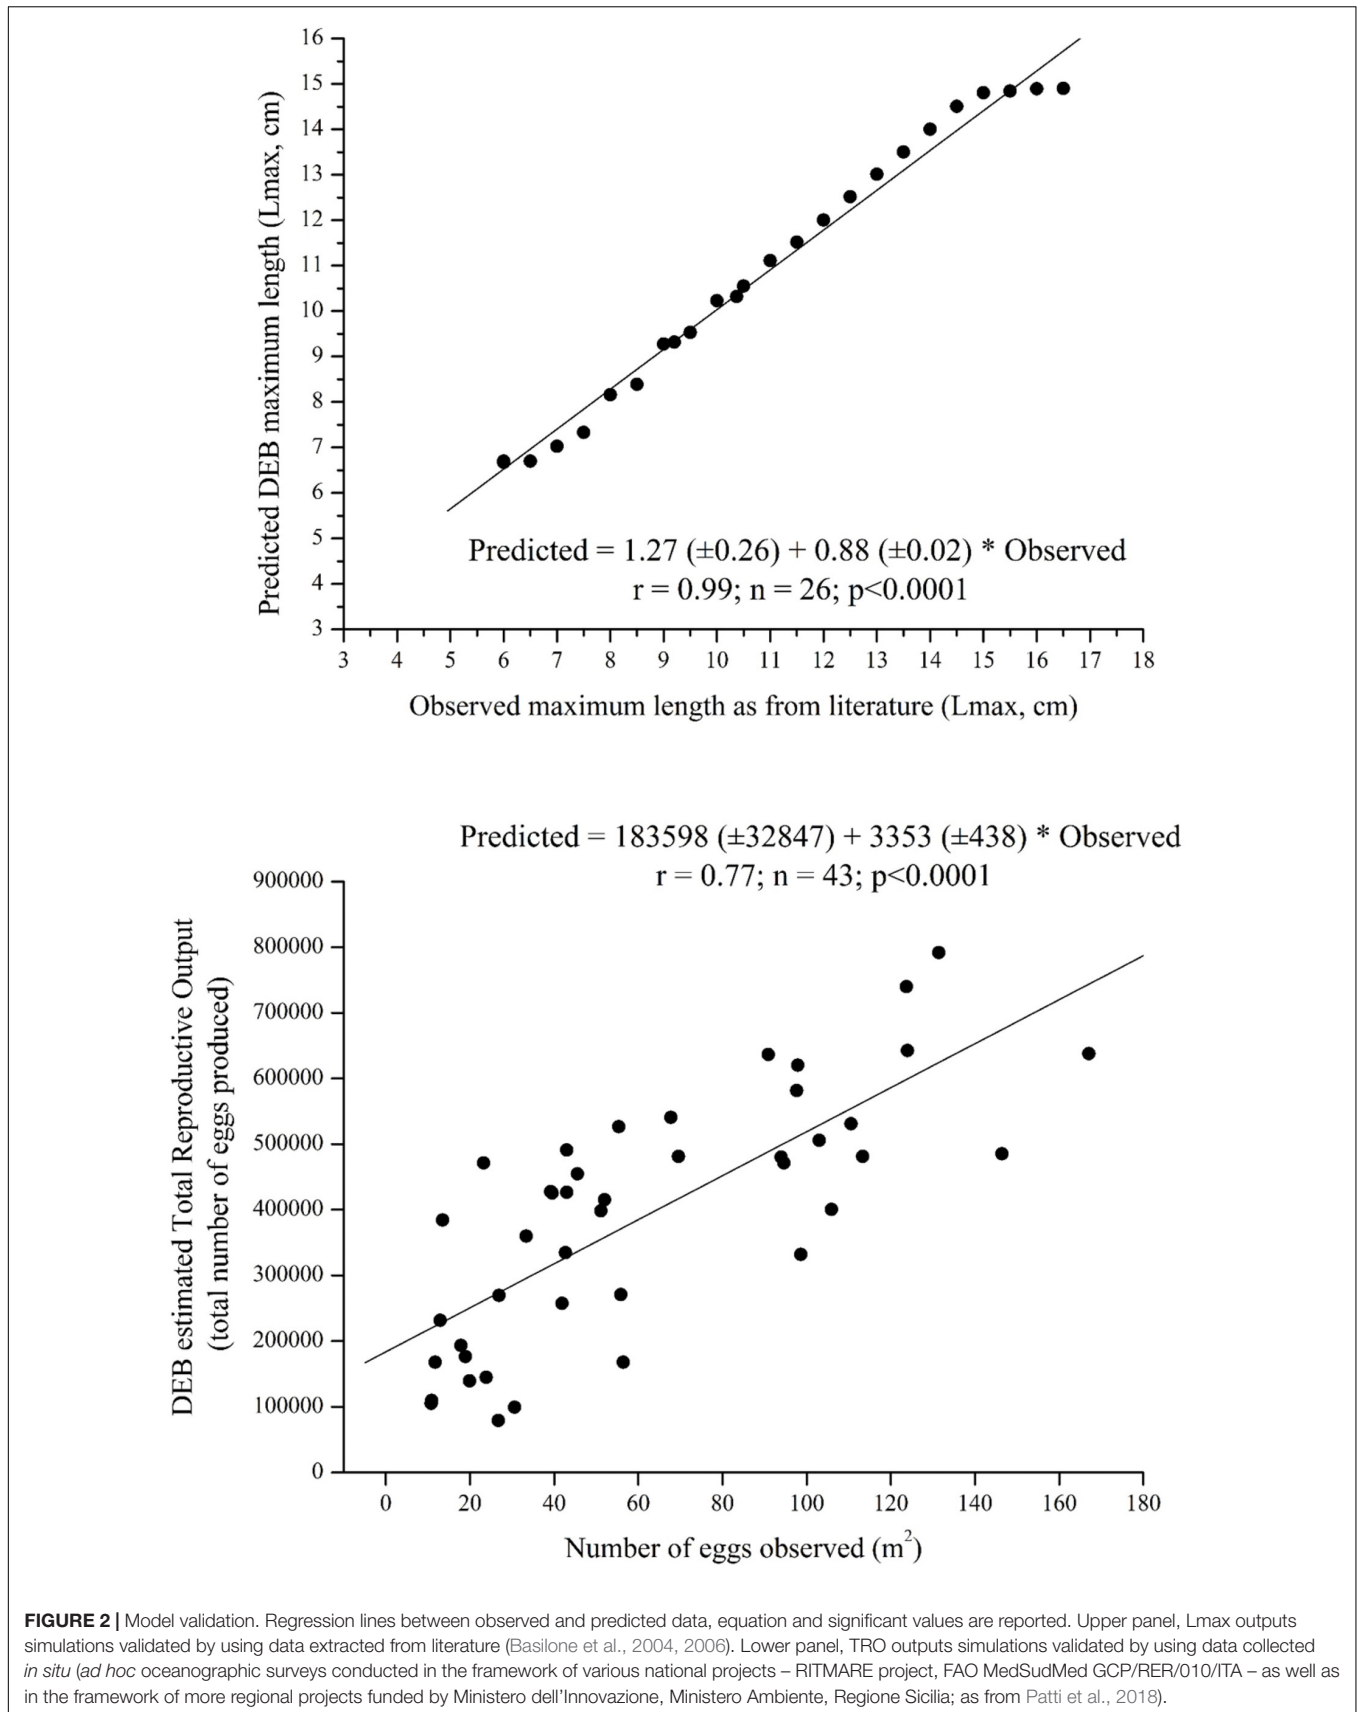 16
15
14
13
12
11
10
9
8
7
6
5
4
3
Predicted DEB maximum length (Lmax, cm)
Predicted = 1.27 (±0.26) + 0.88 (±0.02) * Observed
r = 0.99; n = 26; p<0.0001
3 4 5 6 7 8 9 10 11 12 13 14 15 16 17 18
Observed maximum length as from literature (Lmax, cm)
Predicted = 183598 (±32847) + 3353 (±438) * Observed
r = 0.77; n = 43; p<0.0001
900000
800000
700000
600000
500000
400000
300000
200000
100000
0
DEB estimated Total Reproductive Output
(total number of eggs produced)
0 20 40 60 80 100 120 140 160 180
Number of eggs observed (m²)
FIGURE 2 | Model validation. Regression lines between observed and predicted data, equation and significant values are reported. Upper panel, Lmax outputs
simulations validated by using data extracted from literature (Basilone et al., 2004, 2006). Lower panel, TRO outputs simulations validated by using data collected
in situ (ad hoc oceanographic surveys conducted in the framework of various national projects – RITMARE project, FAO MedSudMed GCP/RER/010/ITA – as well as
in the framework of more regional projects funded by Ministero dell'Innovazione, Ministero Ambiente, Regione Sicilia; as from Patti et al., 2018).